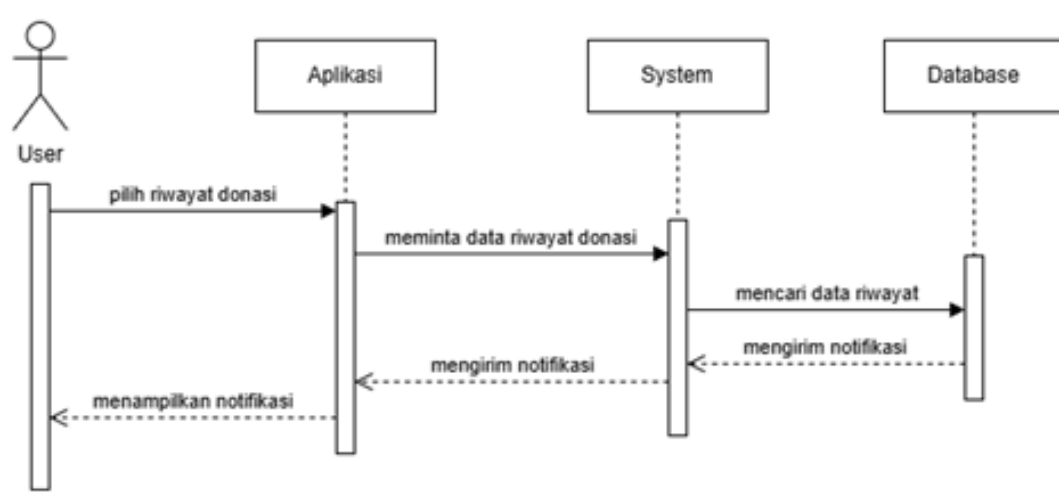 Aplikasi
System
Database
User
pilih riwayat donasi
meminta data riwayat donasi
mencari data riwayat
mengirim notifikasi
mengirim notifikasi
menampilkan notifikasi